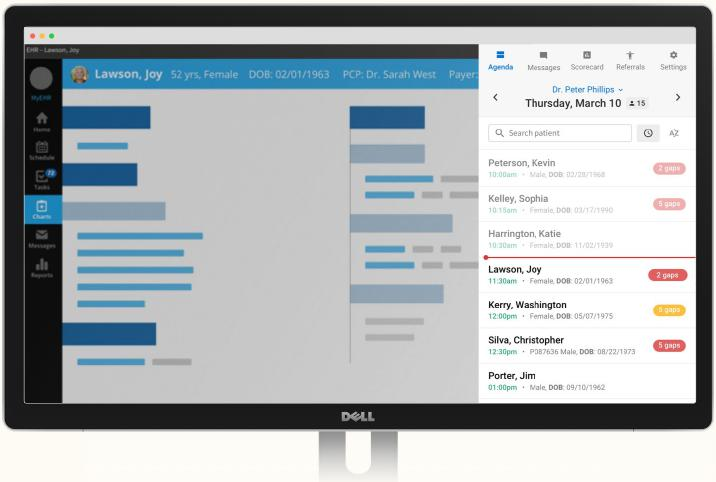 EHR - Lawson, Joy
MyEHR
Home
Schedule
72
Tasks
Charts
Messages
Reports
Lawson, Joy 52 yrs, Female DOB: 02/01/1963 PCP: Dr. Sarah West Payer:
Agenda Messages Scorecard Referrals Settings
Dr. Peter Phillips
Thursday, March 10 15
Search patient AZ
Peterson, Kevin
10:00am • Male, DOB: 02/28/1968
2 gaps
Kelley, Sophia
10:15am • Female, DOB: 03/17/1990
5 gaps
Harrington, Katie
10:30am • Female, DOB: 11/02/1939
Lawson, Joy
11:30am • Female, DOB: 02/01/1963
2 gaps
Kerry, Washington
12:00pm • Female, DOB: 05/07/1975
5 gaps
Silva, Christopher
12:30pm • P087636 Male, DOB: 08/22/1973
5 gaps
Porter, Jim
01:00pm • Male, DOB: 09/10/1962
DELL